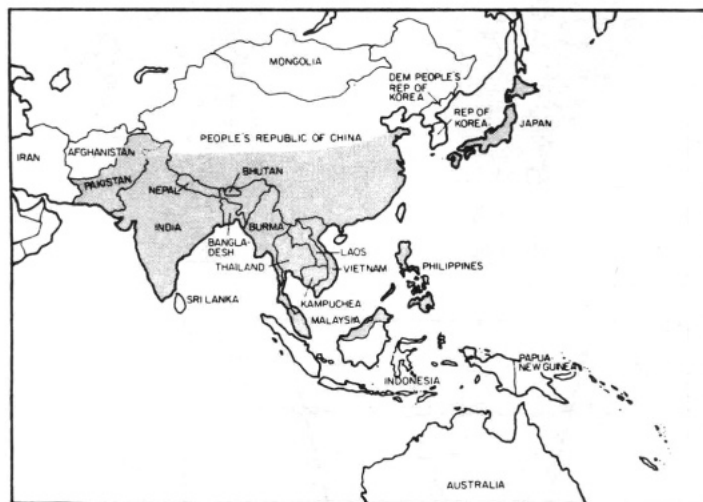 MONGOLIA
DEM PEOPLE'S
REP OF
KOREA
REP OF
KOREA
JAPAN
PEOPLE'S REPUBLIC OF CHINA
IRAN
AFGHANISTAN
PAKISTAN
NEPAL
BHUTAN
INDIA
BURMA
BANGLA-
DESH
LAOS
THAILAND
VIETNAM
PHILIPPINES
KAMPUCHEA
SRI LANKA
MALAYSIA
INDONESIA
PAPUA-
NEW GUINEA
AUSTRALIA